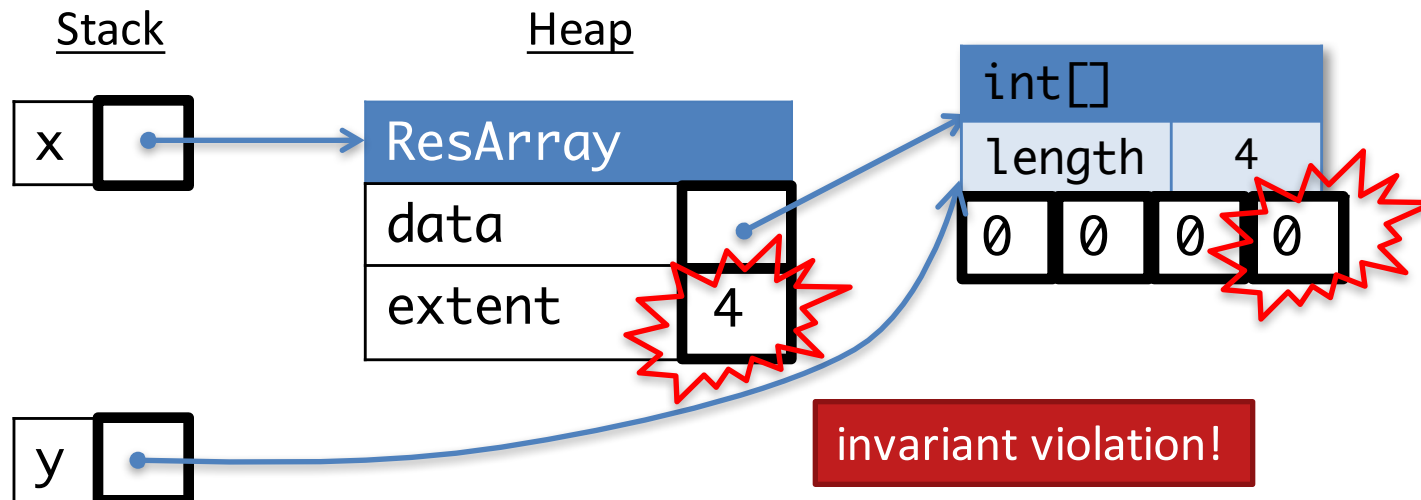 Stack
Heap
int[]
length 4
x
ResArray
data
extent 4
0 0 0 0
y
invariant violation!